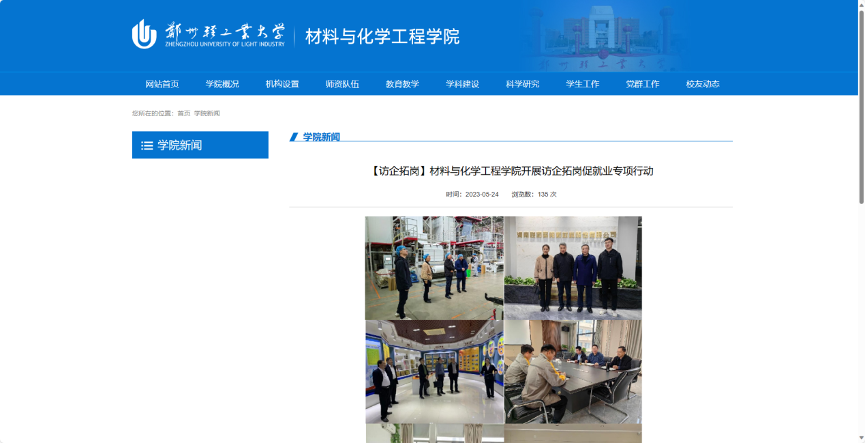 郑州轻工业大学
ZHENGZHOU UNIVERSITY OF LIGHT INDUSTRY
材料与化学工程学院
网站首页 学院概况 机构设置 师资队伍 教育教学 学科建设 科学研究 学生工作 党群工作 校友动态
您所在的位置：首页 学院新闻
学院新闻
学院新闻
【访企拓岗】材料与化学工程学院开展访企拓岗促就业专项行动
时间：2023-05-24 浏览数：135 次